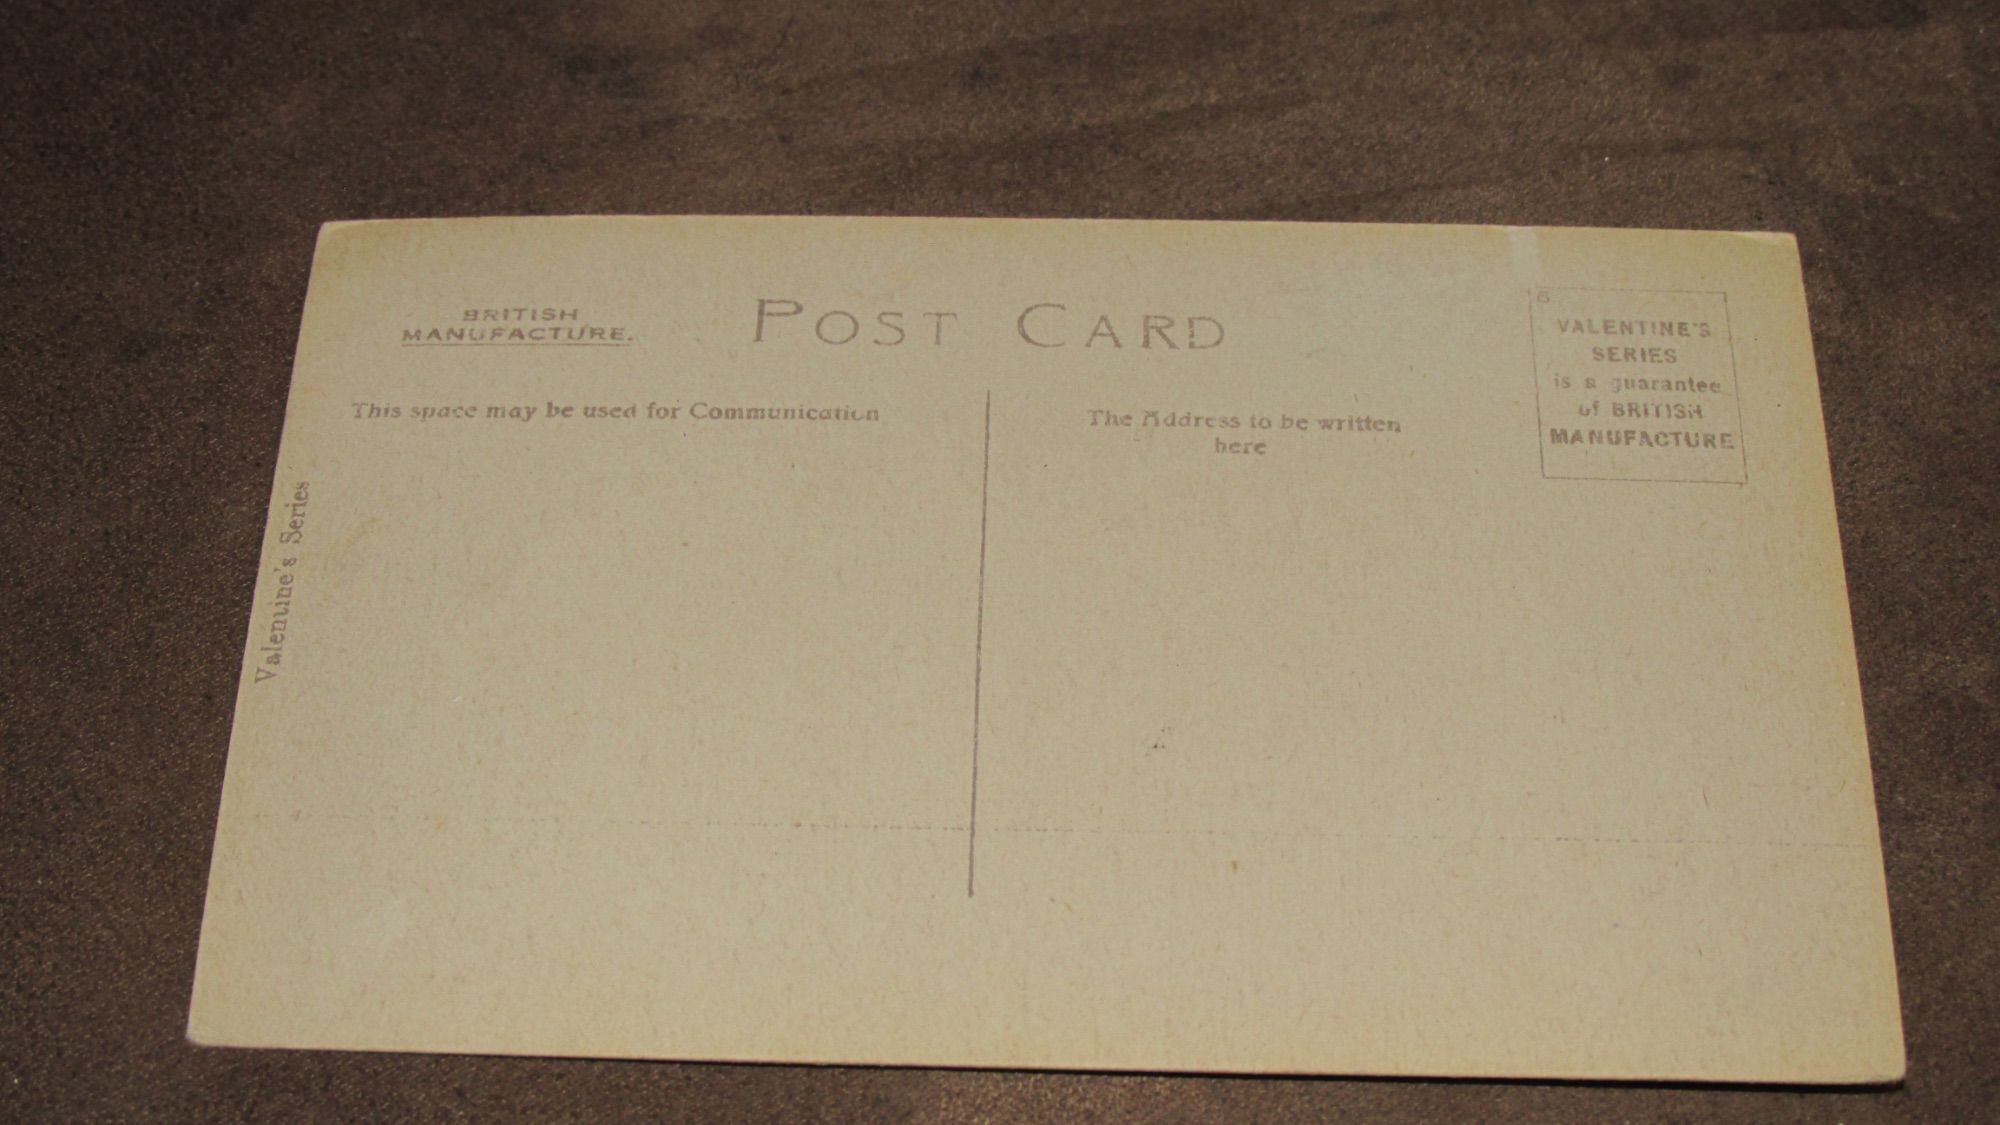 BRITISH
MANUFACTURE.
POST CARD
This space may be used for Communication
The Address to be written
here
VALENTINE'S
SERIES
is a guarantee
of BRITISH
MANUFACTURE
Valentine's Series